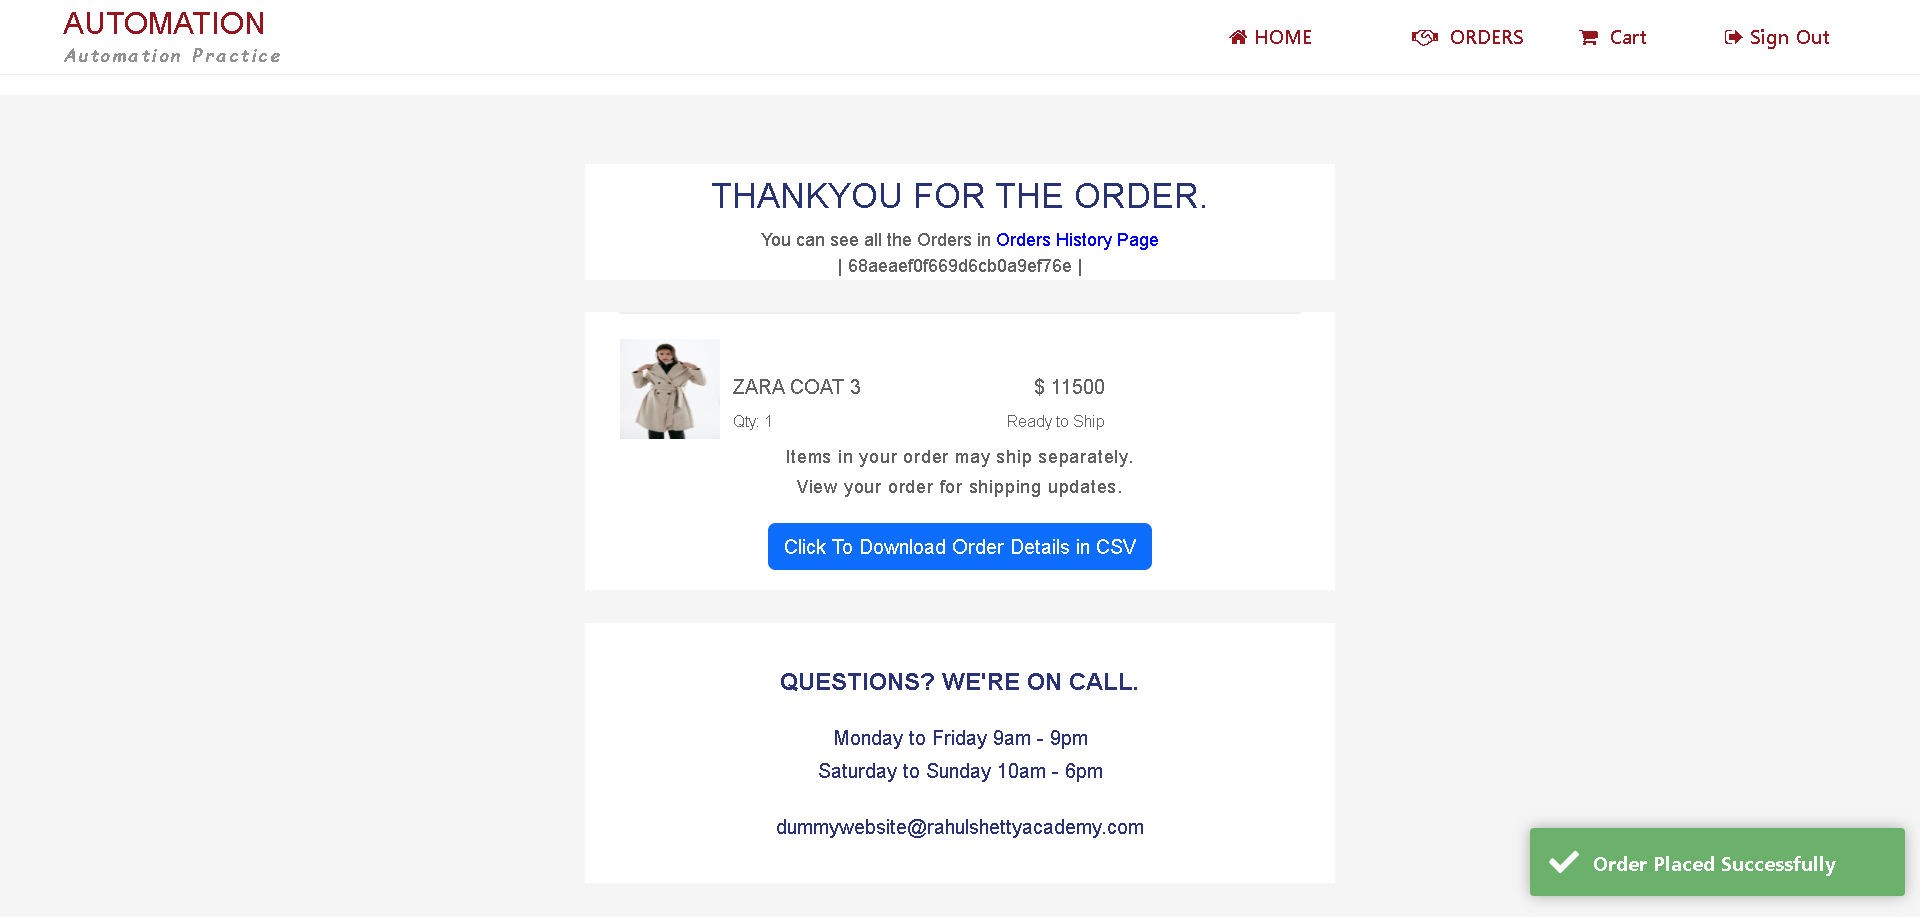 AUTOMATION
Automation Practice
HOME
ORDERS
Cart
Sign Out
THANKYOU FOR THE ORDER.
You can see all the Orders in Orders History Page
| 68aeaef0f669d6cb0a9ef76e |
ZARA COAT 3
$ 11500
Qty: 1
Ready to Ship
Items in your order may ship separately.
View your order for shipping updates.
Click To Download Order Details in CSV
QUESTIONS? WE'RE ON CALL.
Monday to Friday 9am - 9pm
Saturday to Sunday 10am - 6pm
dummywebsite@rahulshettyacademy.com
Order Placed Successfully